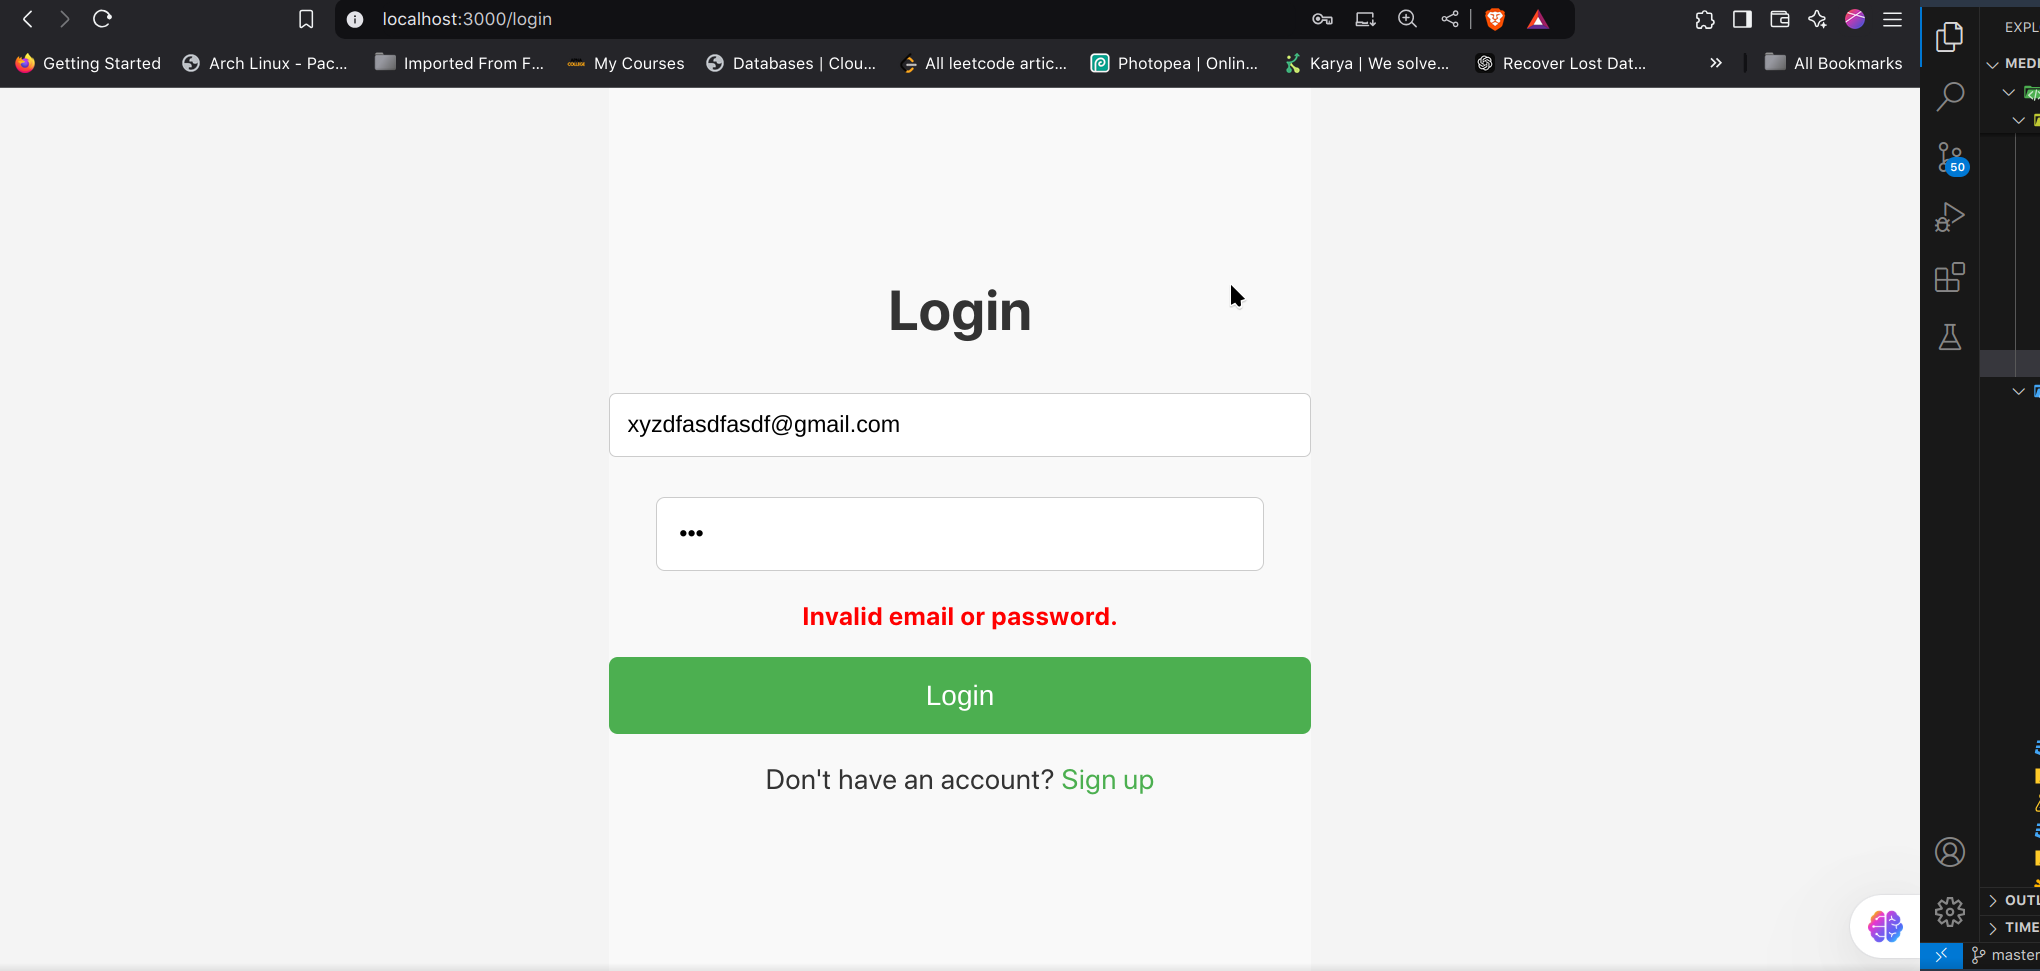 localhost:3000/login
Getting Started Arch Linux - Pac... Imported From F... My Courses Databases | Clou... All leetcode artic... Photopea | Onlin... Karya | We solve... Recover Lost Dat... All Bookmarks
EXPL
MEDI
50
Login
xyzdfasdfasdf@gmail.com
Invalid email or password.
Login
Don't have an account? Sign up
OUTL
TIME
master